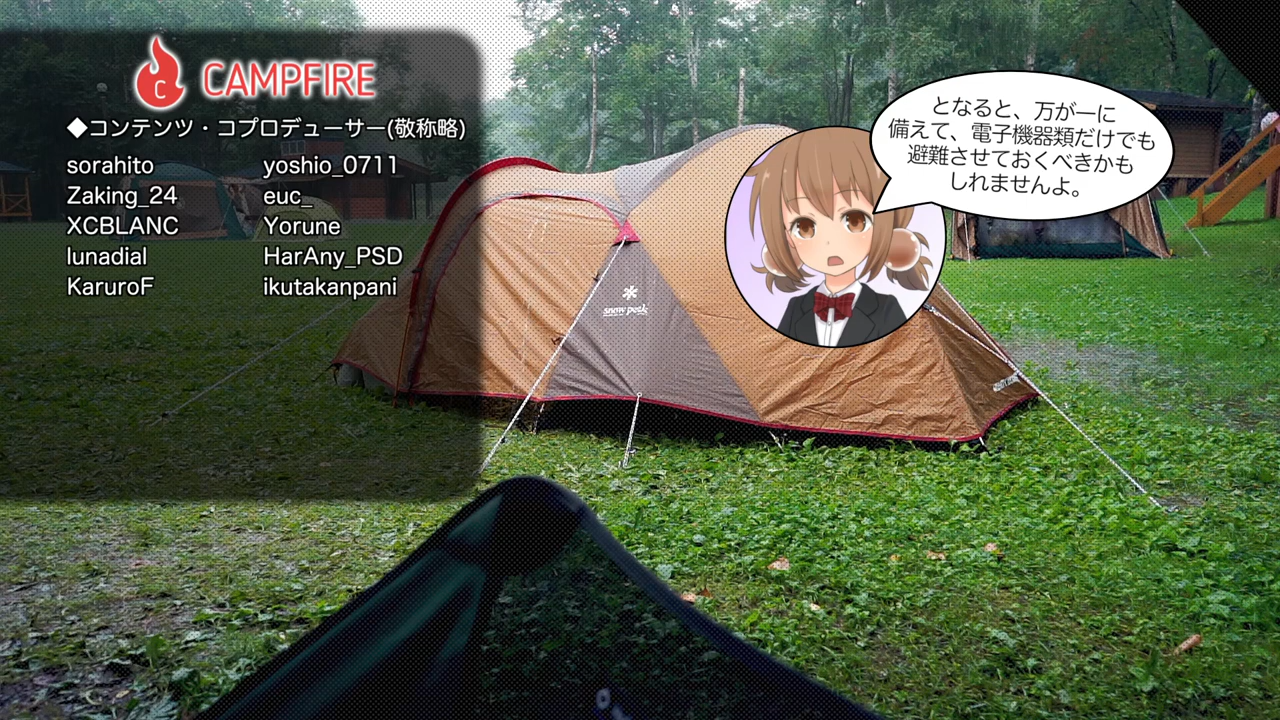 CAMPFIRE
◆コンテンツ・コプロデューサー(敬称略)
sorahito yoshio_0711
Zaking_24 euc_
XCBLANC Yorune
lunadial HarAny_PSD
KaruroF ikutakanpani
となると、万が一に
備えて、電子機器類だけでも
避難させておくべきかも
しれませんよ。
snow peak